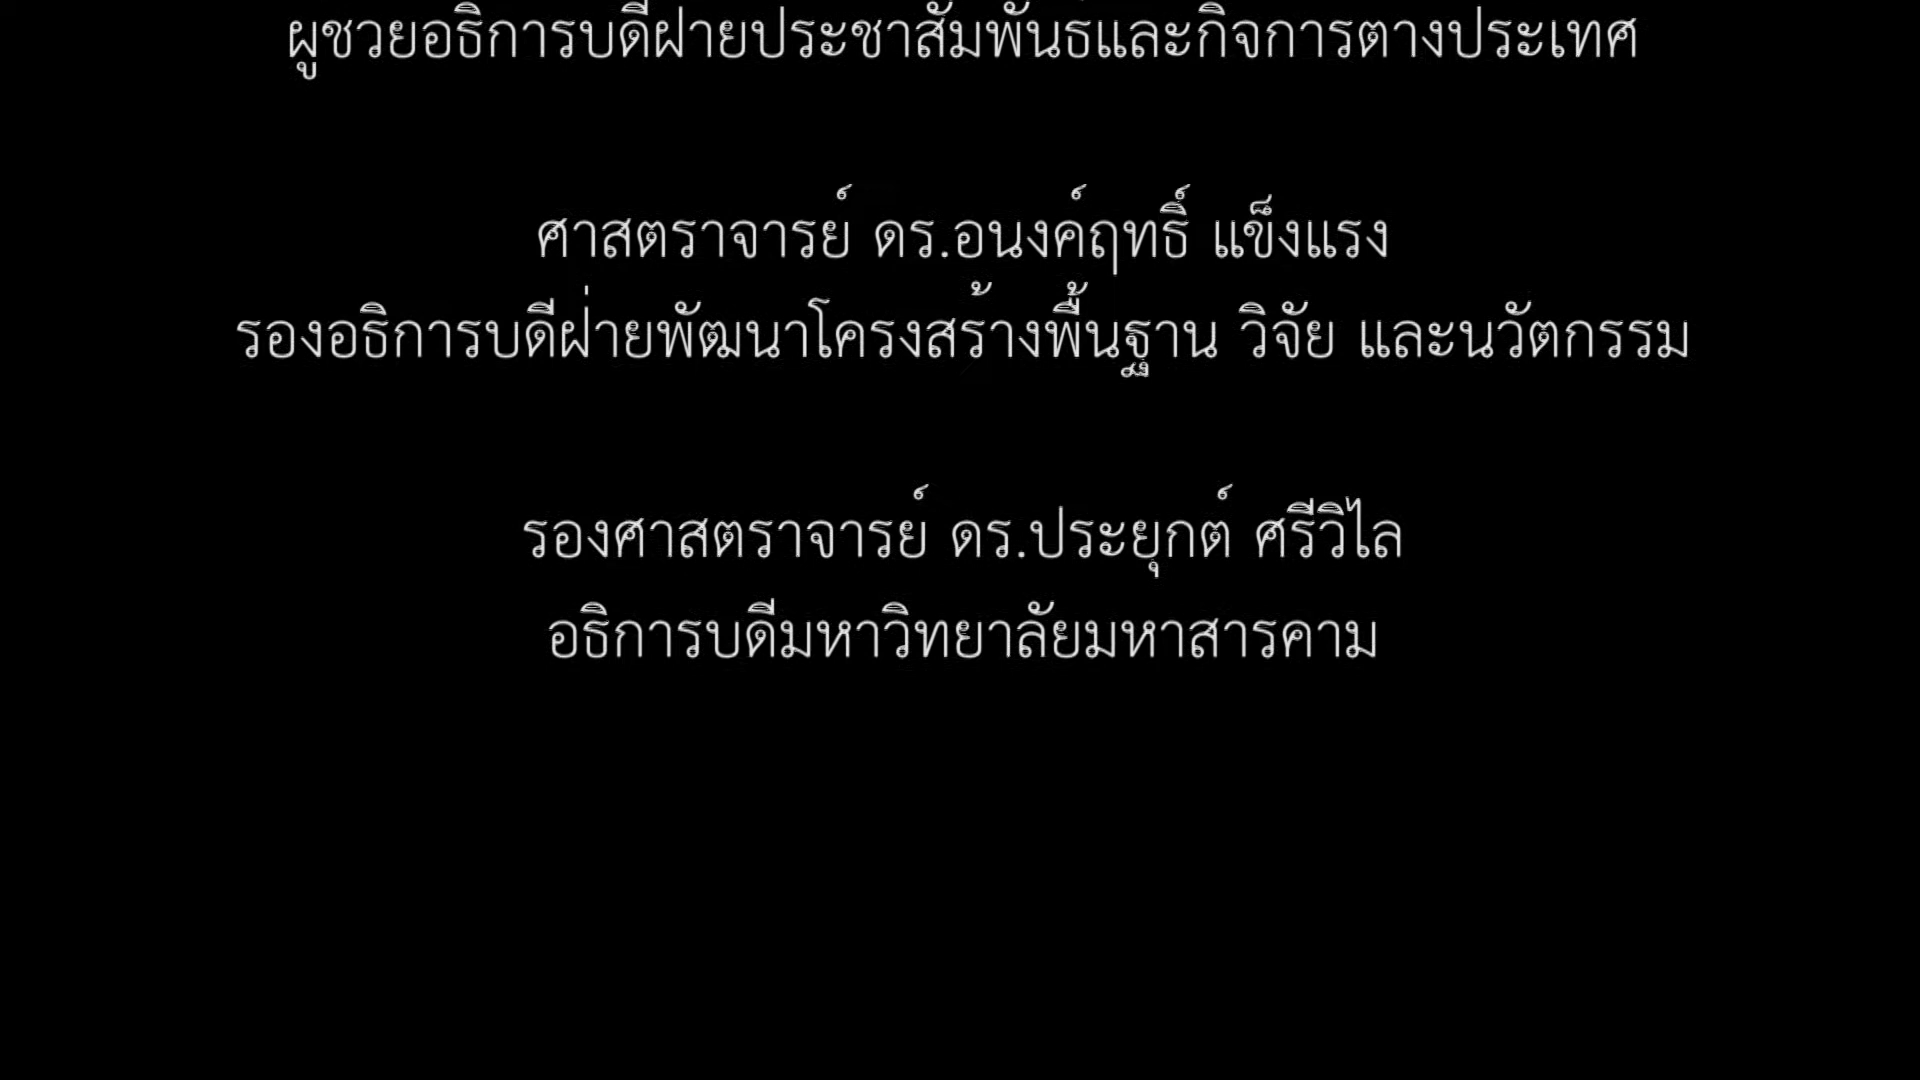 ผู้ช่วยอธิการบดีฝ่ายประชาสัมพันธ์และกิจการต่างประเทศ
ศาสตราจารย์ ดร.อนงค์ฤทธิ์ แข็งแรง
รองอธิการบดีฝ่ายพัฒนาโครงสร้างพื้นฐาน วิจัย และนวัตกรรม
รองศาสตราจารย์ ดร.ประยุกต์ ศรีวิไล
อธิการบดีมหาวิทยาลัยมหาสารคาม